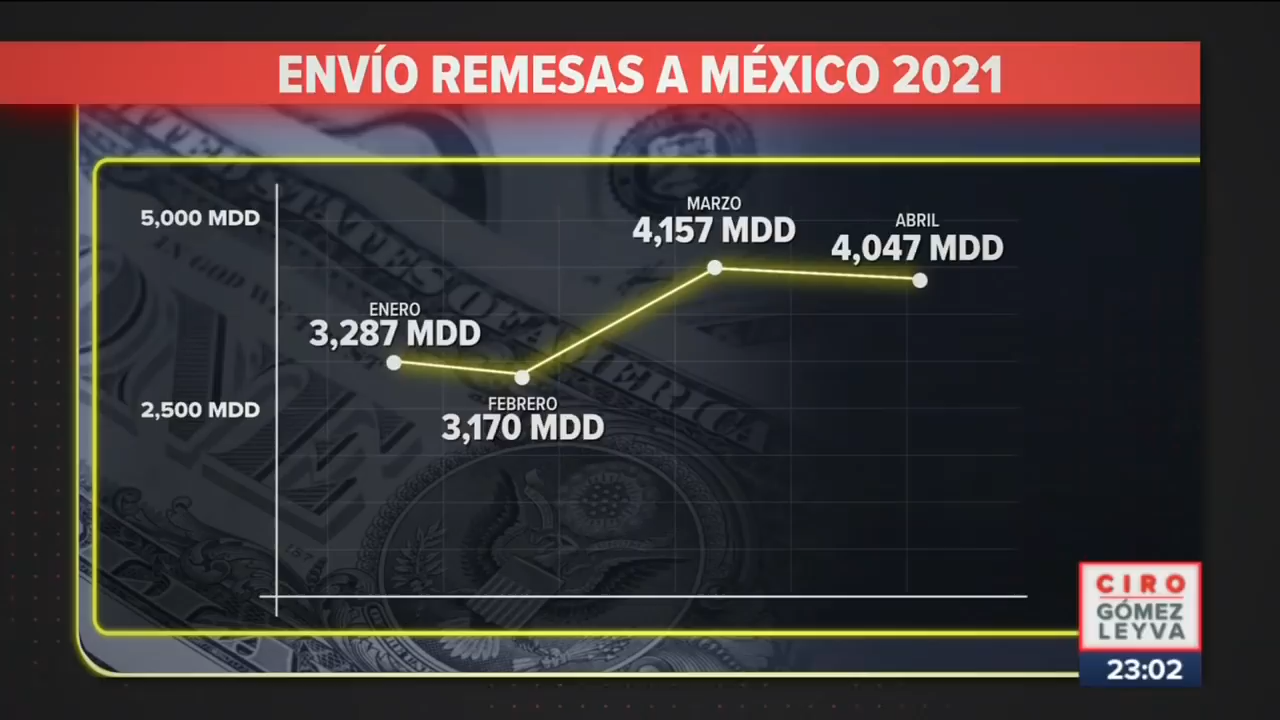 ENVÍO REMESAS A MÉXICO 2021
5,000 MDD
2,500 MDD
ENERO
3,287 MDD
FEBRERO
3,170 MDD
MARZO
4,157 MDD
ABRIL
4,047 MDD
CIRO
GÓMEZ
LEYVA
23:02